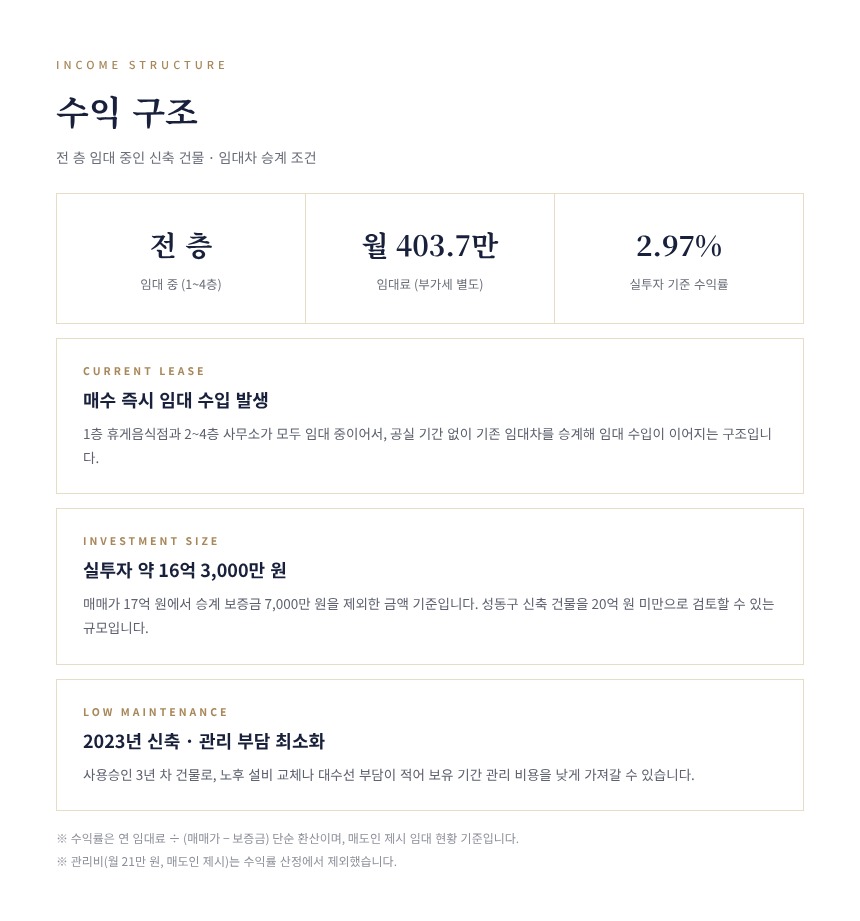 INCOME STRUCTURE
수익 구조
전 층 임대 중인 신축 건물 · 임대차 승계 조건
전 층
임대 중 (1~4층)
월 403.7만
임대료 (부가세 별도)
2.97%
실투자 기준 수익률
CURRENT LEASE
매수 즉시 임대 수입 발생
1층 휴게음식점과 2~4층 사무소가 모두 임대 중이어서, 공실 기간 없이 기존 임대차를 승계해 임대 수입이 이어지는 구조입니
다.
INVESTMENT SIZE
실투자 약 16억 3,000만 원
매매가 17억 원에서 승계 보증금 7,000만 원을 제외한 금액 기준입니다. 성동구 신축 건물을 20억 원 미만으로 검토할 수 있는
규모입니다.
LOW MAINTENANCE
2023년 신축 · 관리 부담 최소화
사용승인 3년 차 건물로, 노후 설비 교체나 대수선 부담이 적어 보유 기간 관리 비용을 낮게 가져갈 수 있습니다.
※ 수익률은 연 임대료 ÷ (매매가 − 보증금) 단순 환산이며, 매도인 제시 임대 현황 기준입니다.
※ 관리비(월 21만 원, 매도인 제시)는 수익률 산정에서 제외했습니다.